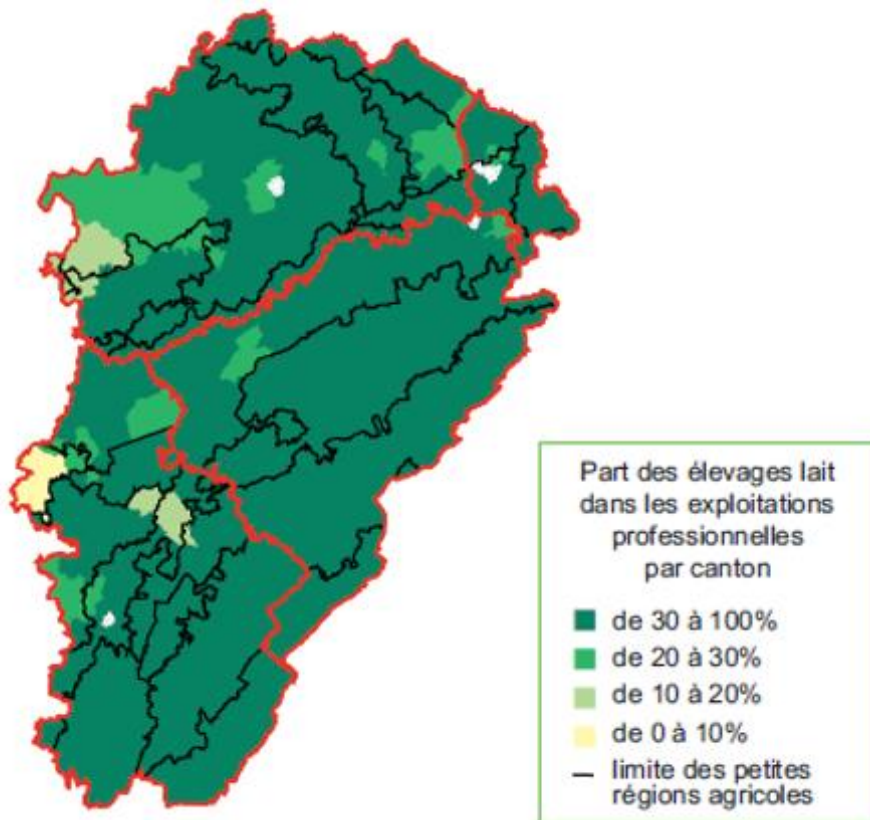 Part des élevages lait
dans les exploitations
professionnelles
par canton
de 30 à 100%
de 20 à 30%
de 10 à 20%
de 0 à 10%
limite des petites
régions agricoles